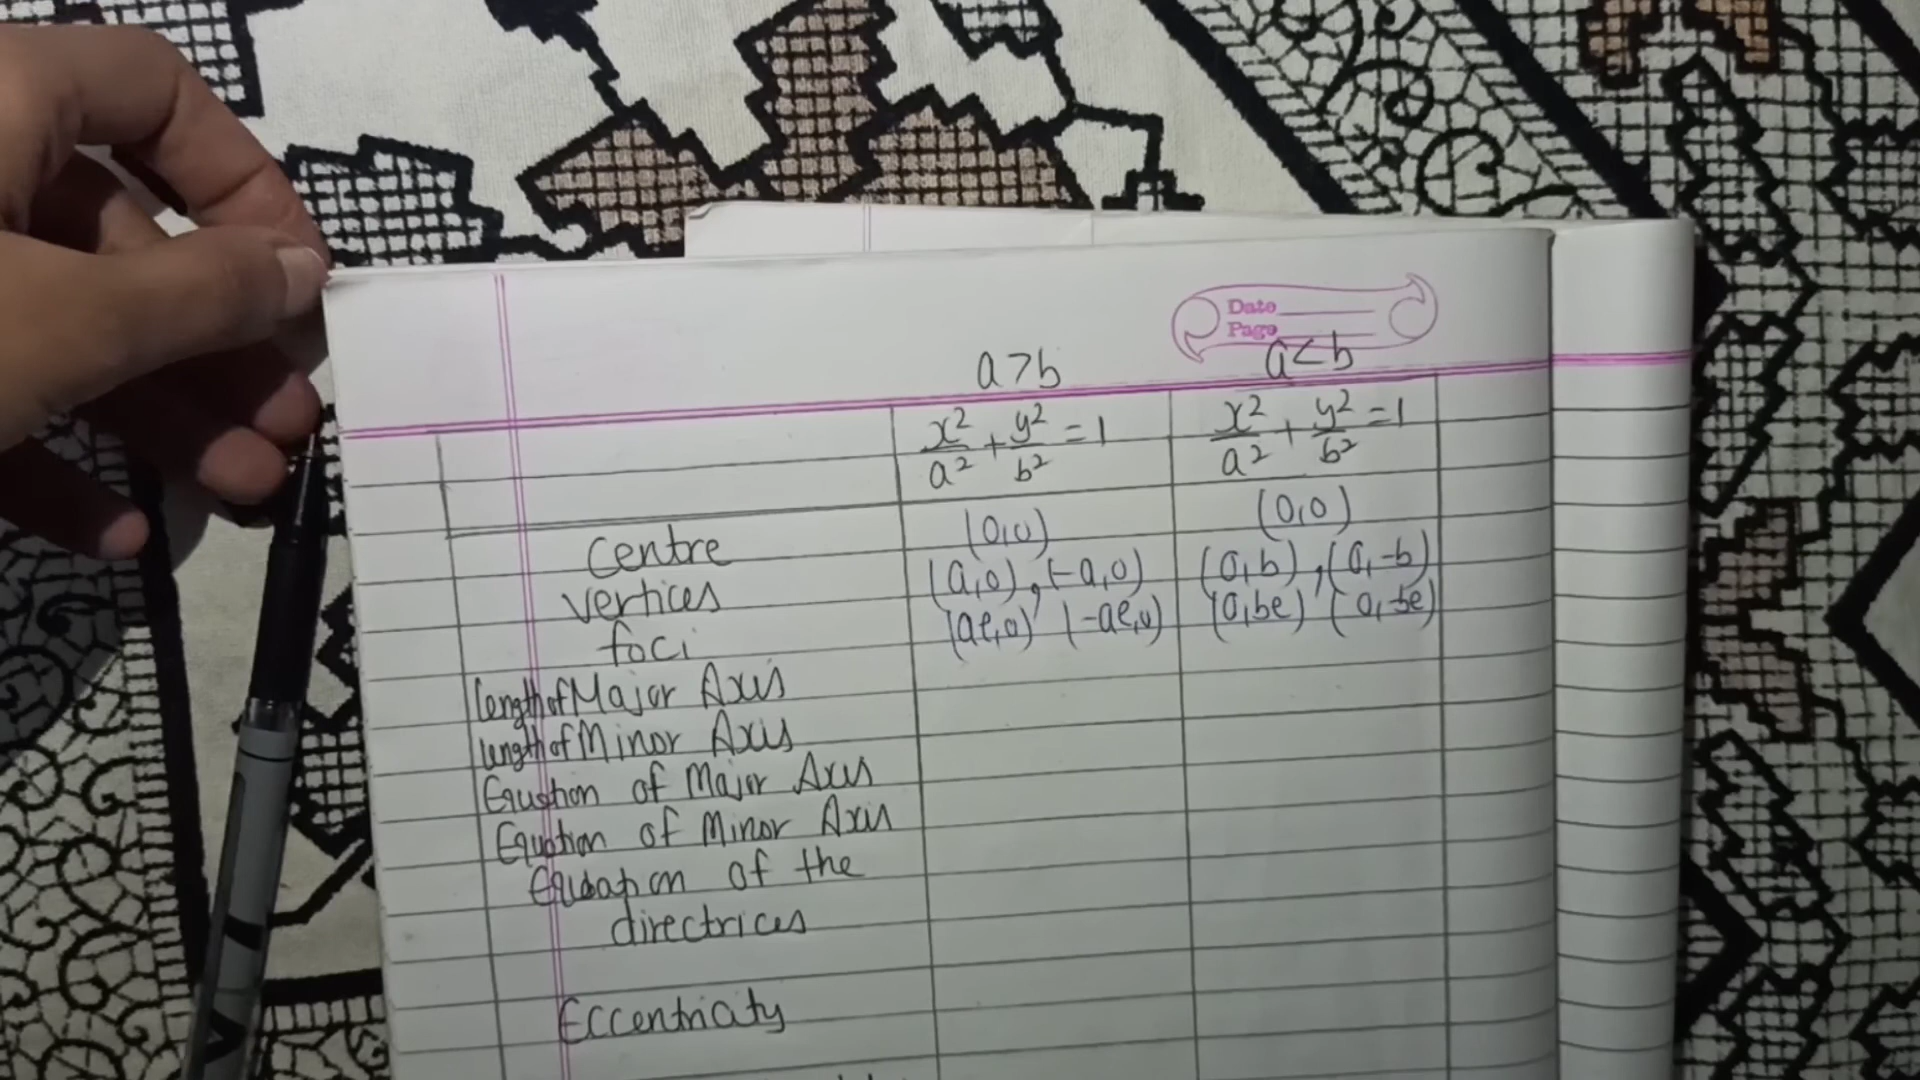 Date
Page
a>b a<b
x²/a² + y²/b² = 1 x²/a² + y²/b² = 1
Centre (0,0) (0,0)
vertices (a,0), (-a,0) (0,b), (0,-b)
foci (ae,0) (-ae,0) (0,be) (0,-be)
length of Major Axis
length of Minor Axis
Equation of Major Axis
Equation of Minor Axis
Equation of the
directrices
Eccentricity